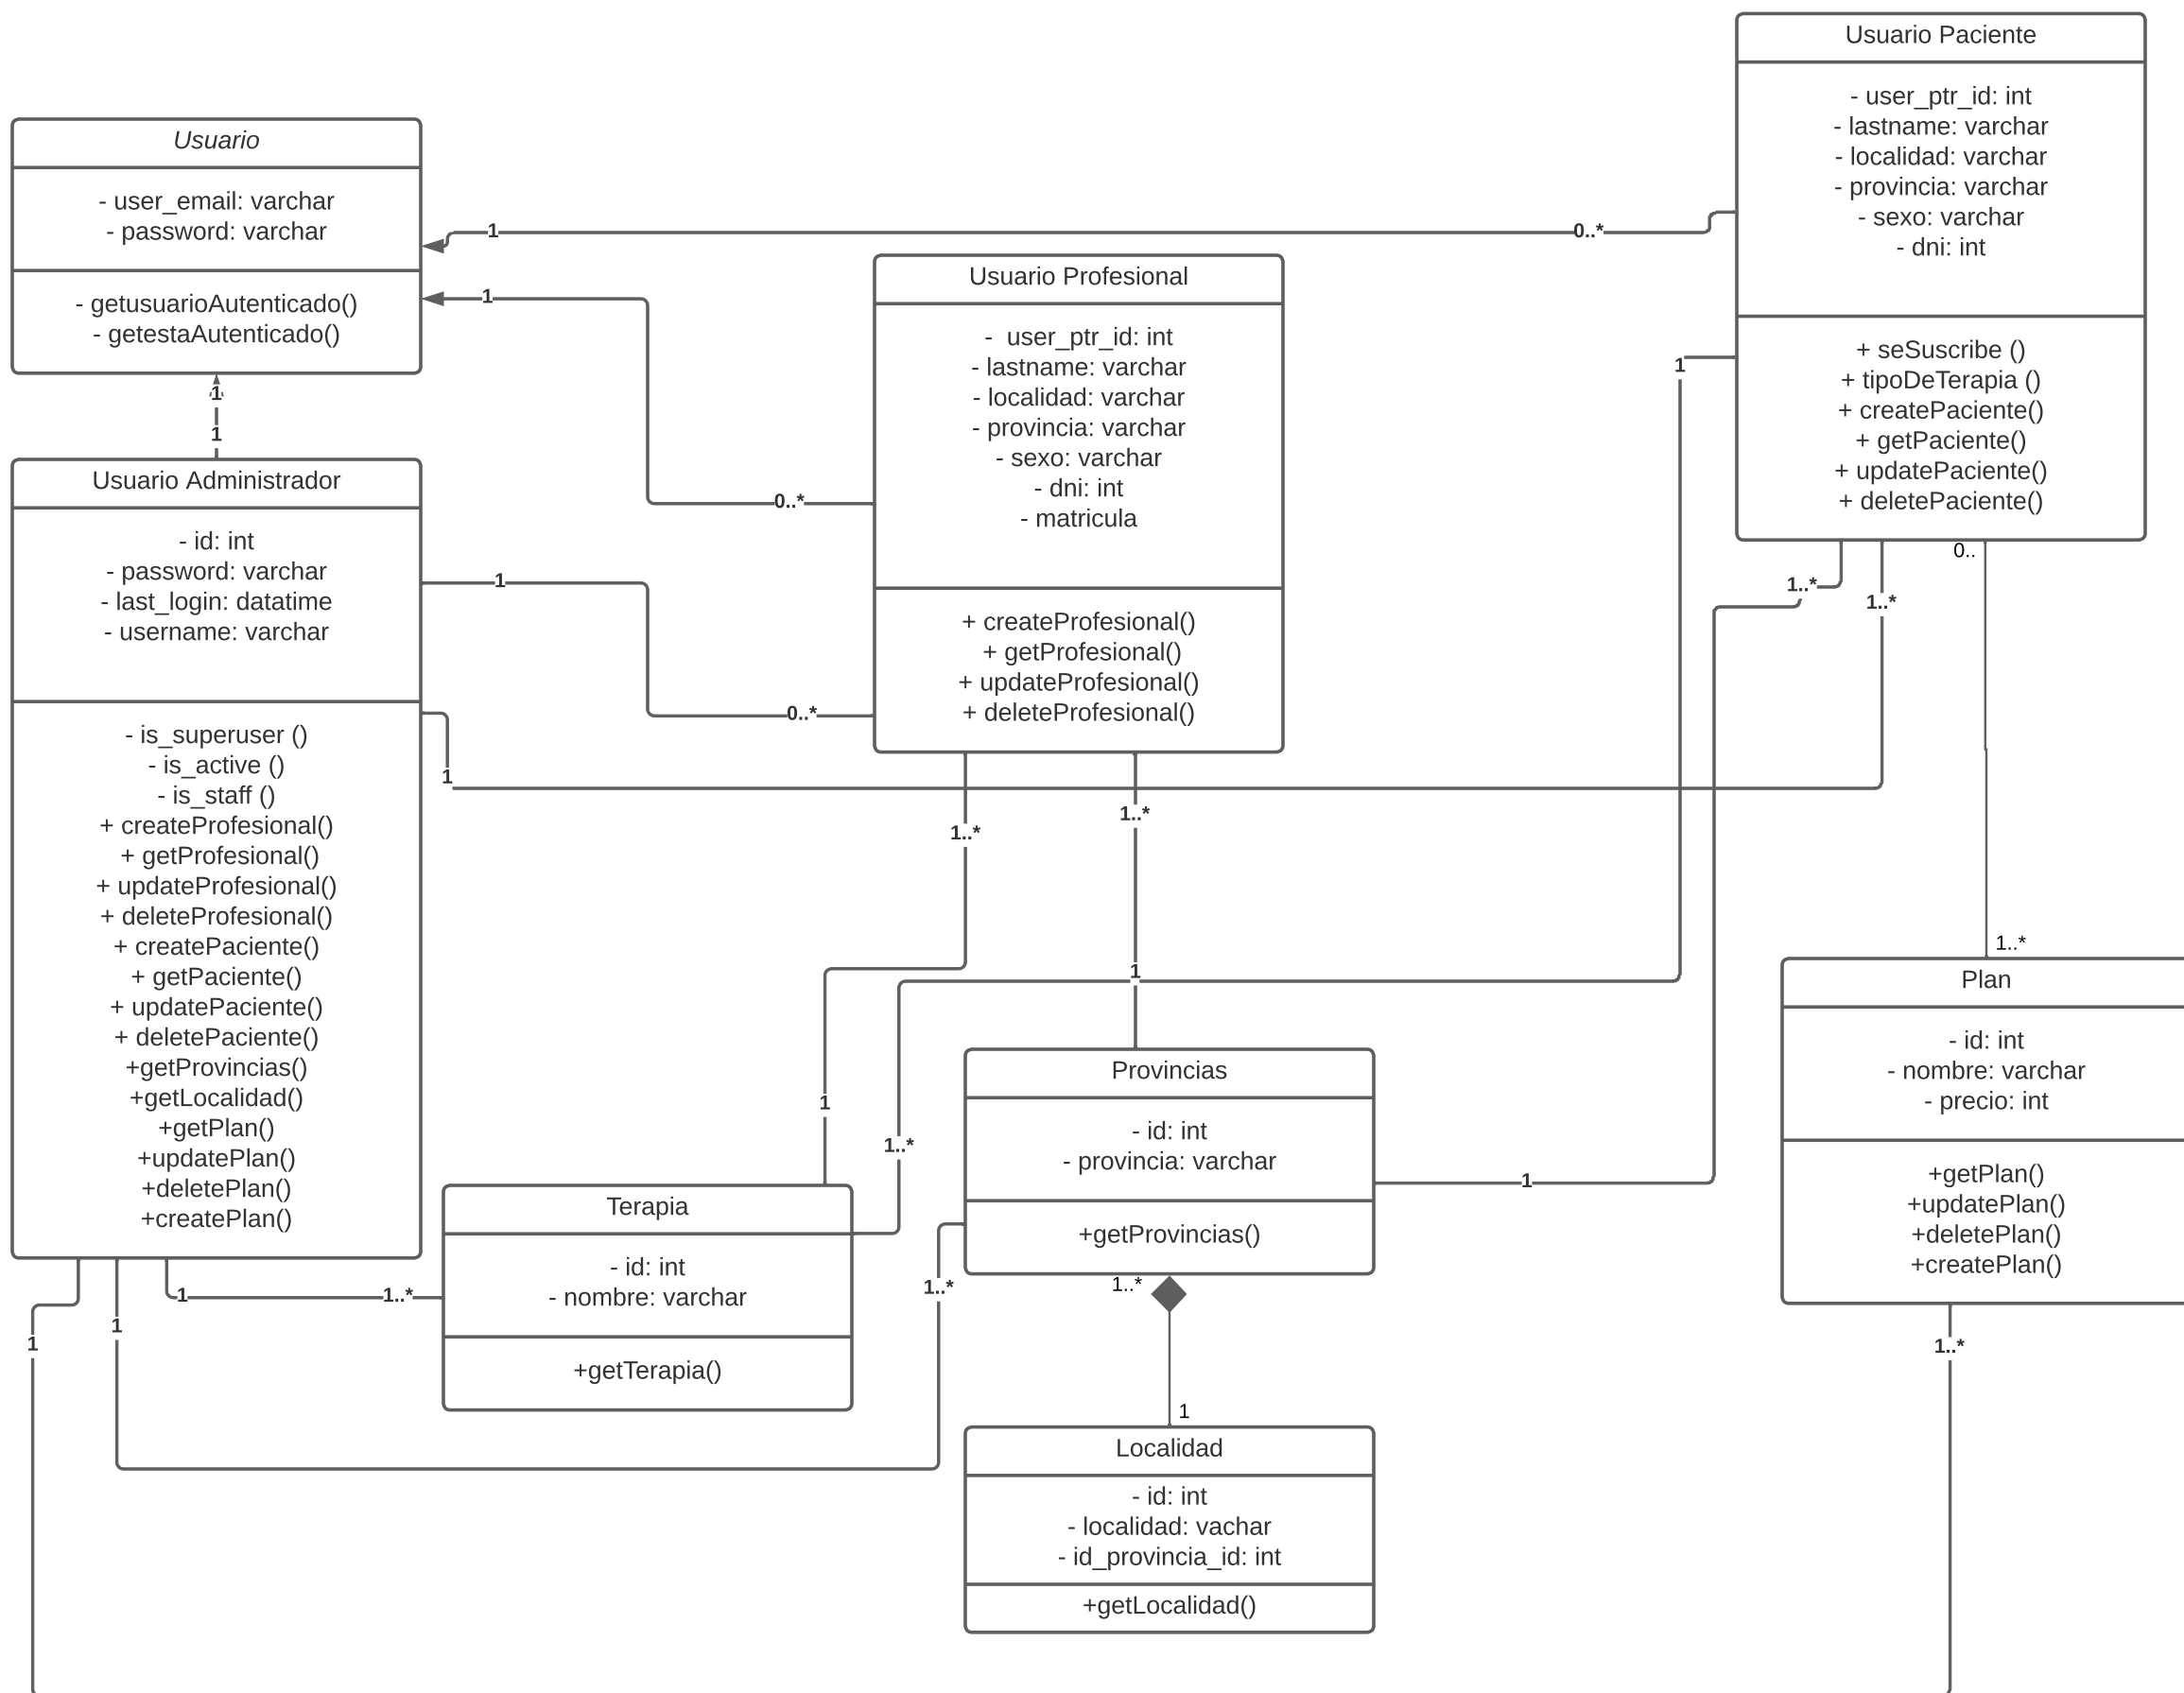 Usuario Paciente
- user_ptr_id: int
- lastname: varchar
- localidad: varchar
- provincia: varchar
- sexo: varchar
- dni: int
+ seSuscribe ()
+ tipoDeTerapia ()
+ createPaciente()
+ getPaciente()
+ updatePaciente()
+ deletePaciente()
Usuario
- user_email: varchar
- password: varchar
- getusuarioAutenticado()
- getestaAutenticado()
1
0..*
1
0..*
1
1
Usuario Profesional
- user_ptr_id: int
- lastname: varchar
- localidad: varchar
- provincia: varchar
- sexo: varchar
- dni: int
- matricula
+ createProfesional()
+ getProfesional()
+ updateProfesional()
+ deleteProfesional()
Usuario Administrador
- id: int
- password: varchar
- last_login: datatime
- username: varchar
- is_superuser ()
- is_active ()
- is_staff ()
+ createProfesional()
+ getProfesional()
+ updateProfesional()
+ deleteProfesional()
+ createPaciente()
+ getPaciente()
+ updatePaciente()
+ deletePaciente()
+getProvincias()
+getLocalidad()
+getPlan()
+updatePlan()
+deletePlan()
+createPlan()
1
0..*
1
1
1..*
1..*
0..
1..*
1..*
1..*
1
1
1..*
1
Plan
- id: int
- nombre: varchar
- precio: int
+getPlan()
+updatePlan()
+deletePlan()
+createPlan()
Provincias
- id: int
- provincia: varchar
+getProvincias()
Terapia
- id: int
- nombre: varchar
+getTerapia()
1
1..*
1
1
1..*
1..*
1..*
1
Localidad
- id: int
- localidad: vachar
- id_provincia_id: int
+getLocalidad()